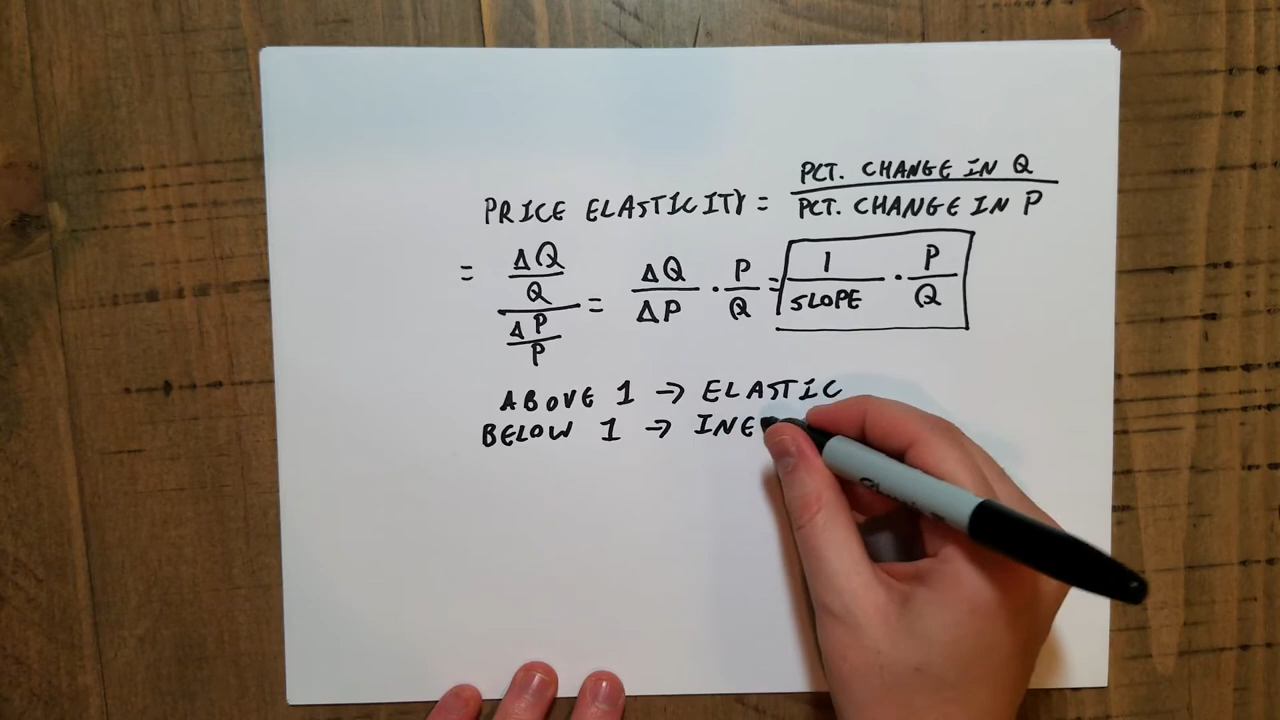 PRICE ELASTICITY = PCT. CHANGE IN Q / PCT. CHANGE IN P
= (ΔQ/Q) / (ΔP/P) = ΔQ/ΔP · P/Q = 1/SLOPE · P/Q
ABOVE 1 → ELASTIC
BELOW 1 → INE